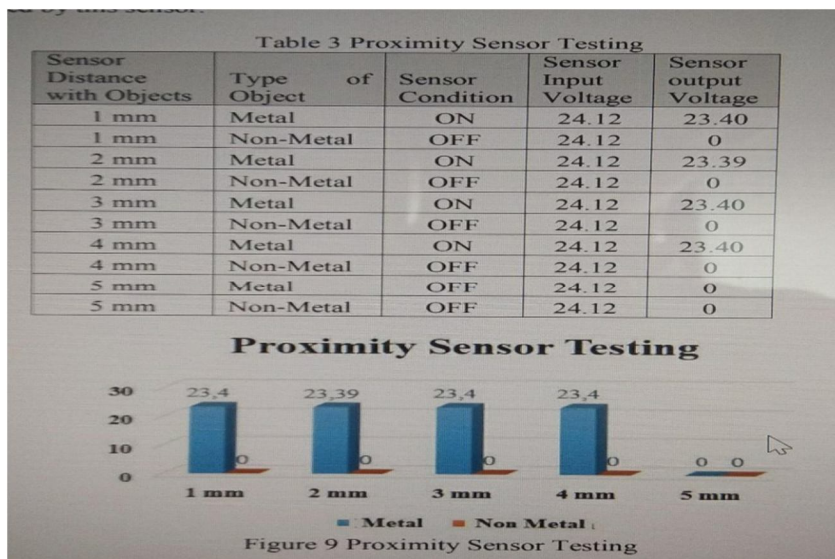 by this sensor.
Table 3 Proximity Sensor Testing
Sensor Distance with Objects Type of Object Sensor Condition Sensor Input Voltage Sensor output Voltage
1 mm Metal ON 24.12 23.40
1 mm Non-Metal OFF 24.12 0
2 mm Metal ON 24.12 23.39
2 mm Non-Metal OFF 24.12 0
3 mm Metal ON 24.12 23.40
3 mm Non-Metal OFF 24.12 0
4 mm Metal ON 24.12 23.40
4 mm Non-Metal OFF 24.12 0
5 mm Metal OFF 24.12 0
5 mm Non-Metal OFF 24.12 0
Proximity Sensor Testing
30 23,4 23,39 23,4 23,4
20
10
0 0 0 0 0 0 0
1 mm 2 mm 3 mm 4 mm 5 mm
Metal Non Metal
Figure 9 Proximity Sensor Testing